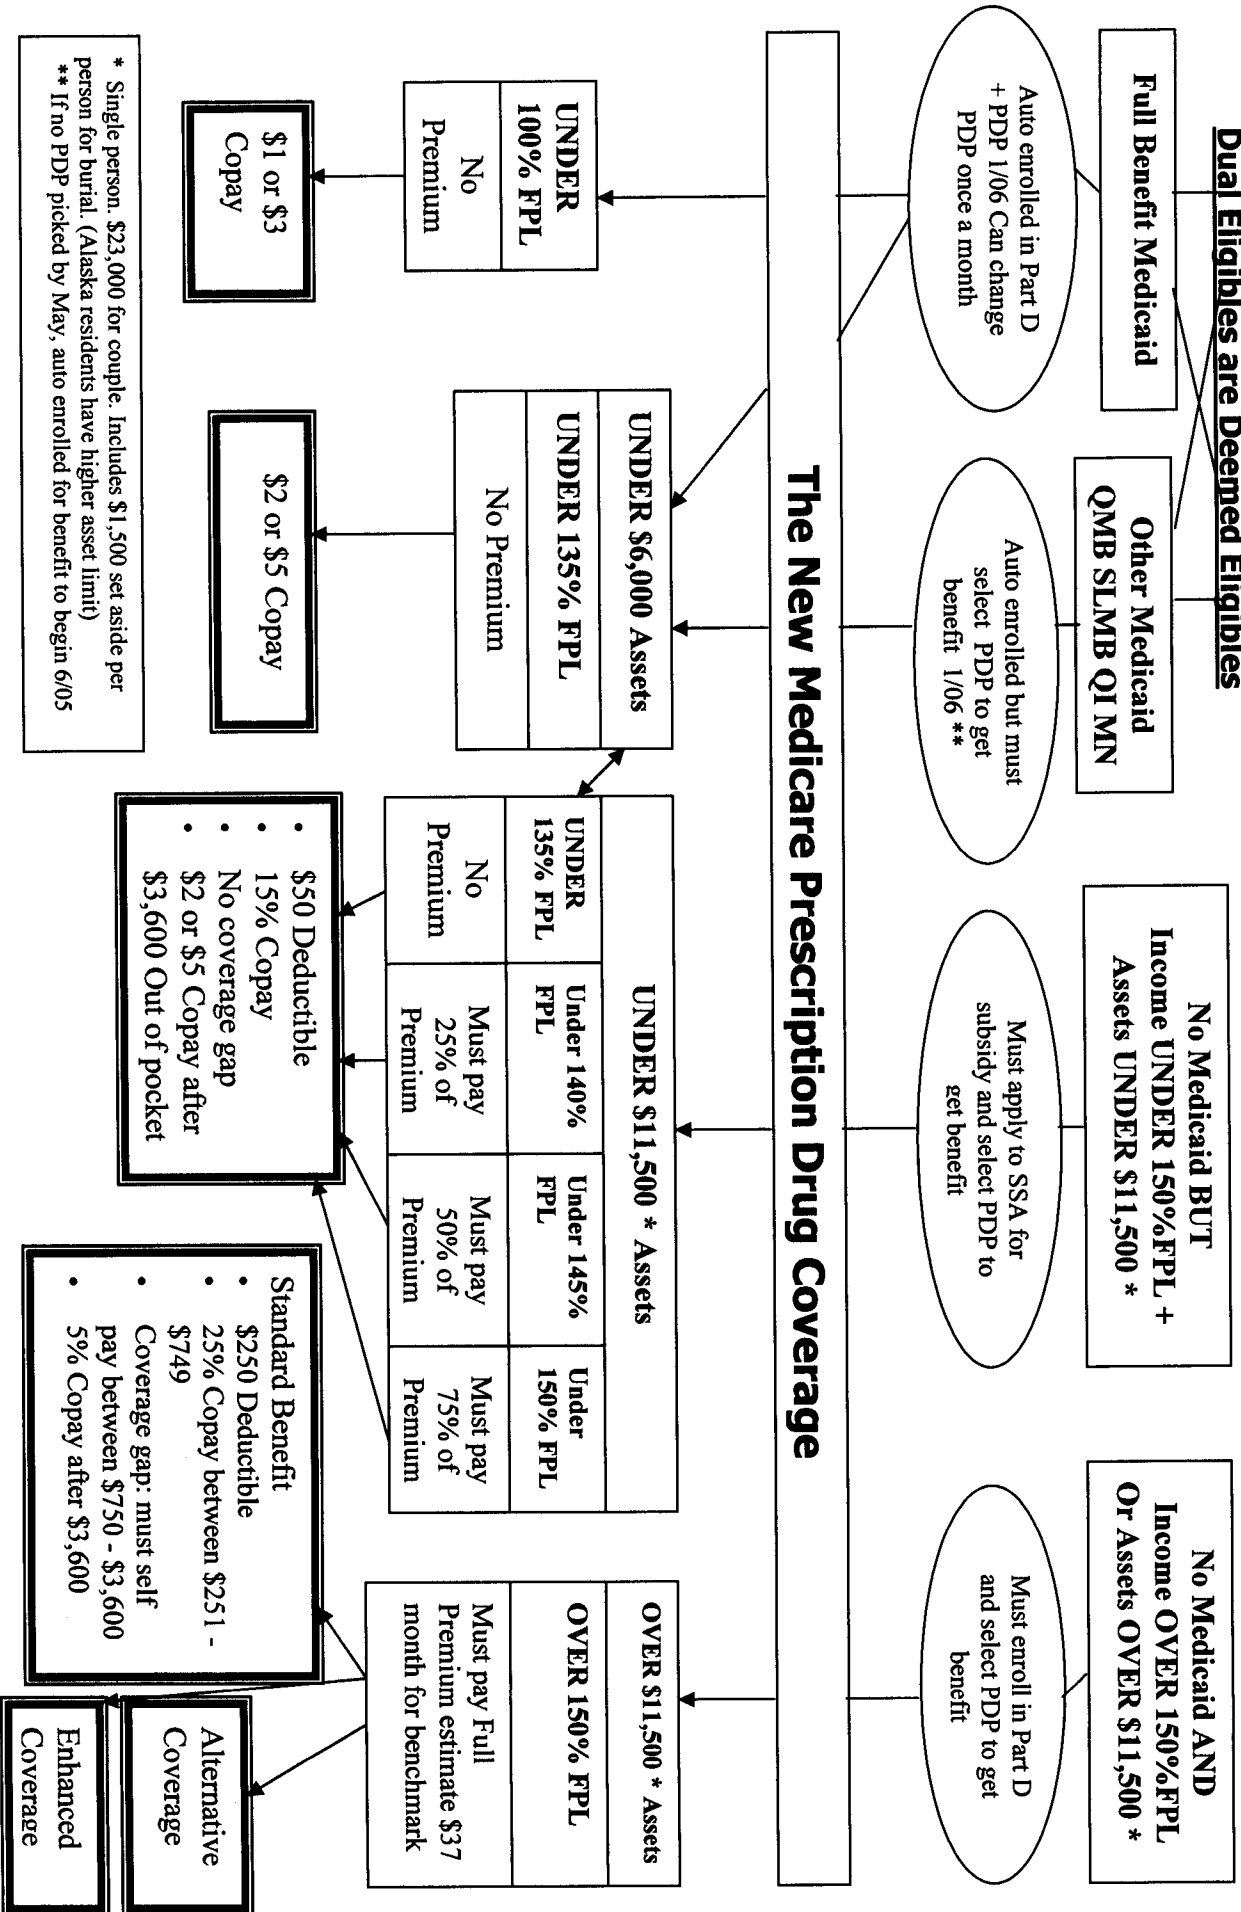 Dual Eligibles are Deemed Eligibles
Full Benefit Medicaid
Other Medicaid
QMB SLMB QI MN
No Medicaid BUT
Income UNDER 150%FPL +
Assets UNDER $11,500 *
No Medicaid AND
Income OVER 150%FPL
Or Assets OVER $11,500 *
Auto enrolled in Part D
+ PDP 1/06 Can change
PDP once a month
Auto enrolled but must
select PDP to get
benefit 1/06 **
Must apply to SSA for
subsidy and select PDP to
get benefit
Must enroll in Part D
and select PDP to get
benefit
The New Medicare Prescription Drug Coverage
UNDER
100% FPL
No
Premium
$1 or $3
Copay
UNDER $6,000 Assets
UNDER 135% FPL
No Premium
$2 or $5 Copay
UNDER $11,500 * Assets
UNDER
135% FPL
Under 140%
FPL
Under 145%
FPL
Under
150% FPL
No
Premium
Must pay
25% of
Premium
Must pay
50% of
Premium
Must pay
75% of
Premium
• $50 Deductible
• 15% Copay
• No coverage gap
• $2 or $5 Copay after
$3,600 Out of pocket
OVER $11,500 * Assets
OVER 150% FPL
Must pay Full
Premium estimate $37
month for benchmark
Standard Benefit
• $250 Deductible
• 25% Copay between $251 -
$749
• Coverage gap: must self
pay between $750 - $3,600
• 5% Copay after $3,600
Alternative
Coverage
Enhanced
Coverage
* Single person. $23,000 for couple. Includes $1,500 set aside per
person for burial. (Alaska residents have higher asset limit)
** If no PDP picked by May, auto enrolled for benefit to begin 6/05